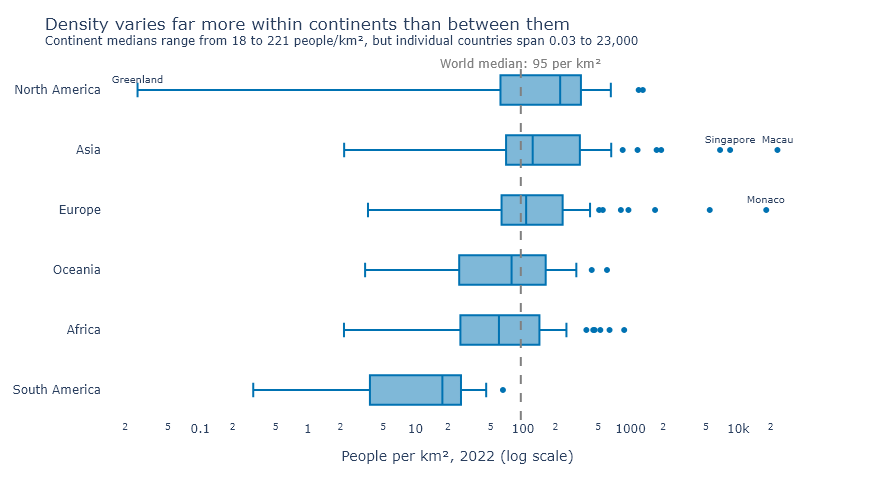 Density varies far more within continents than between them
Continent medians range from 18 to 221 people/km², but individual countries span 0.03 to 23,000
World median: 95 per km²
North America
Greenland
Asia
Singapore Macau
Europe
Monaco
Oceania
Africa
South America
2 5 0.1 2 5 1 2 5 10 2 5 100 2 5 1000 2 5 10k 2
People per km², 2022 (log scale)